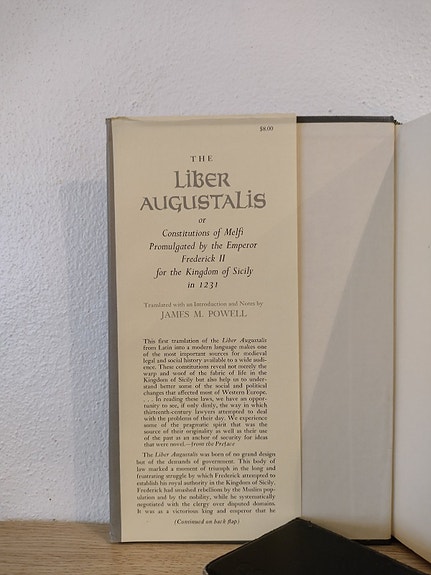 $8.00
THE
LIBER
AUGUSTALIS
or
Constitutions of Melfi
Promulgated by the Emperor
Frederick II
for the Kingdom of Sicily
in 1231
Translated with an Introduction and Notes by
JAMES M. POWELL
This first translation of the Liber Augustalis
from Latin into a modern language makes one
of the most important sources for medieval
legal and social history available to a wide audi-
ence. These constitutions reveal not merely the
warp and woof of the fabric of life in the
Kingdom of Sicily but also help us to under-
stand better some of the social and political
changes that affected most of Western Europe.
. . . In reading these laws, we have an oppor-
tunity to see, if only dimly, the way in which
thirteenth-century lawyers attempted to deal
with the problems of their day. We experience
some of the pragmatic spirit that was the
source of their originality as well as their use
of the past as an anchor of security for ideas
that were novel.—from the Preface
The Liber Augustalis was born of no grand design
but of the demands of government. This body of
law marked a moment of triumph in the long and
frustrating struggle by which Frederick attempted to
establish his royal authority in the Kingdom of Sicily.
Frederick had smashed rebellions by the Muslim pop-
ulation and by the nobility, while he systematically
negotiated with the clergy over disputed domains.
It was as a victorious king and emperor that he
(Continued on back flap)